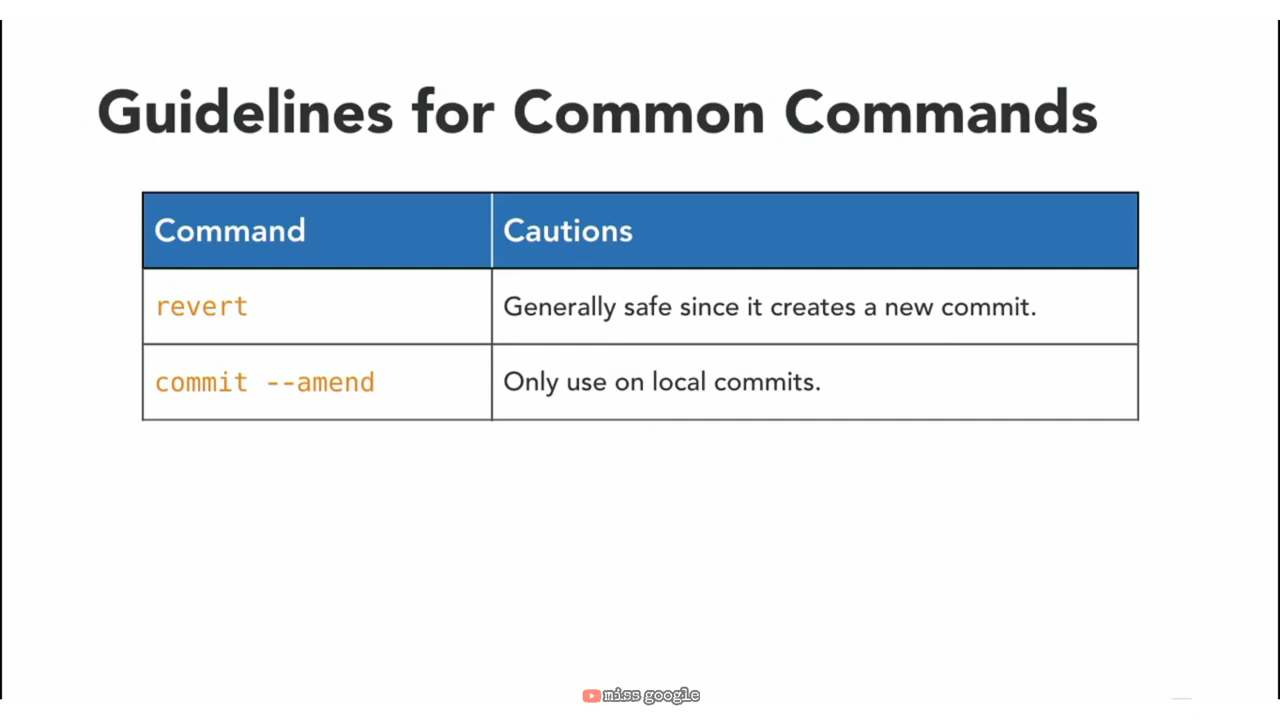 Guidelines for Common Commands
Command Cautions
revert Generally safe since it creates a new commit.
commit --amend Only use on local commits.
miss google